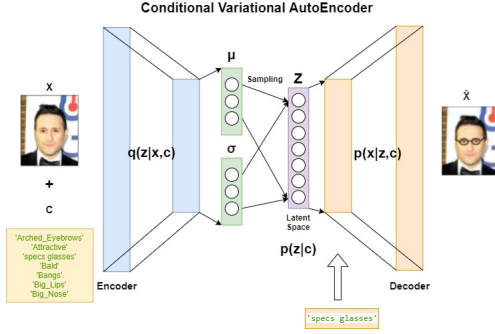 Conditional Variational AutoEncoder
X
+
C
'Arched_Eyebrows'
'Attractive'
'specs glasses'
'Bald'
'Bangs'
'Big_Lips'
'Big_Nose'
q(z|x,c)
Encoder
μ
σ
Sampling
Z
Latent
Space
p(z|c)
p(x|z,c)
Decoder
'specs glasses'
X̂